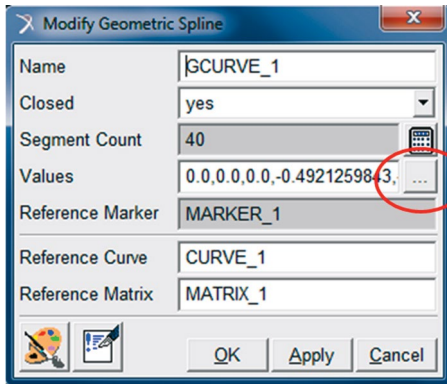 Modify Geometric Spline
Name GCURVE_1
Closed yes
Segment Count 40
Values 0.0,0.0,0.0,-0.4921259843, ...
Reference Marker MARKER_1
Reference Curve CURVE_1
Reference Matrix MATRIX_1
OK Apply Cancel